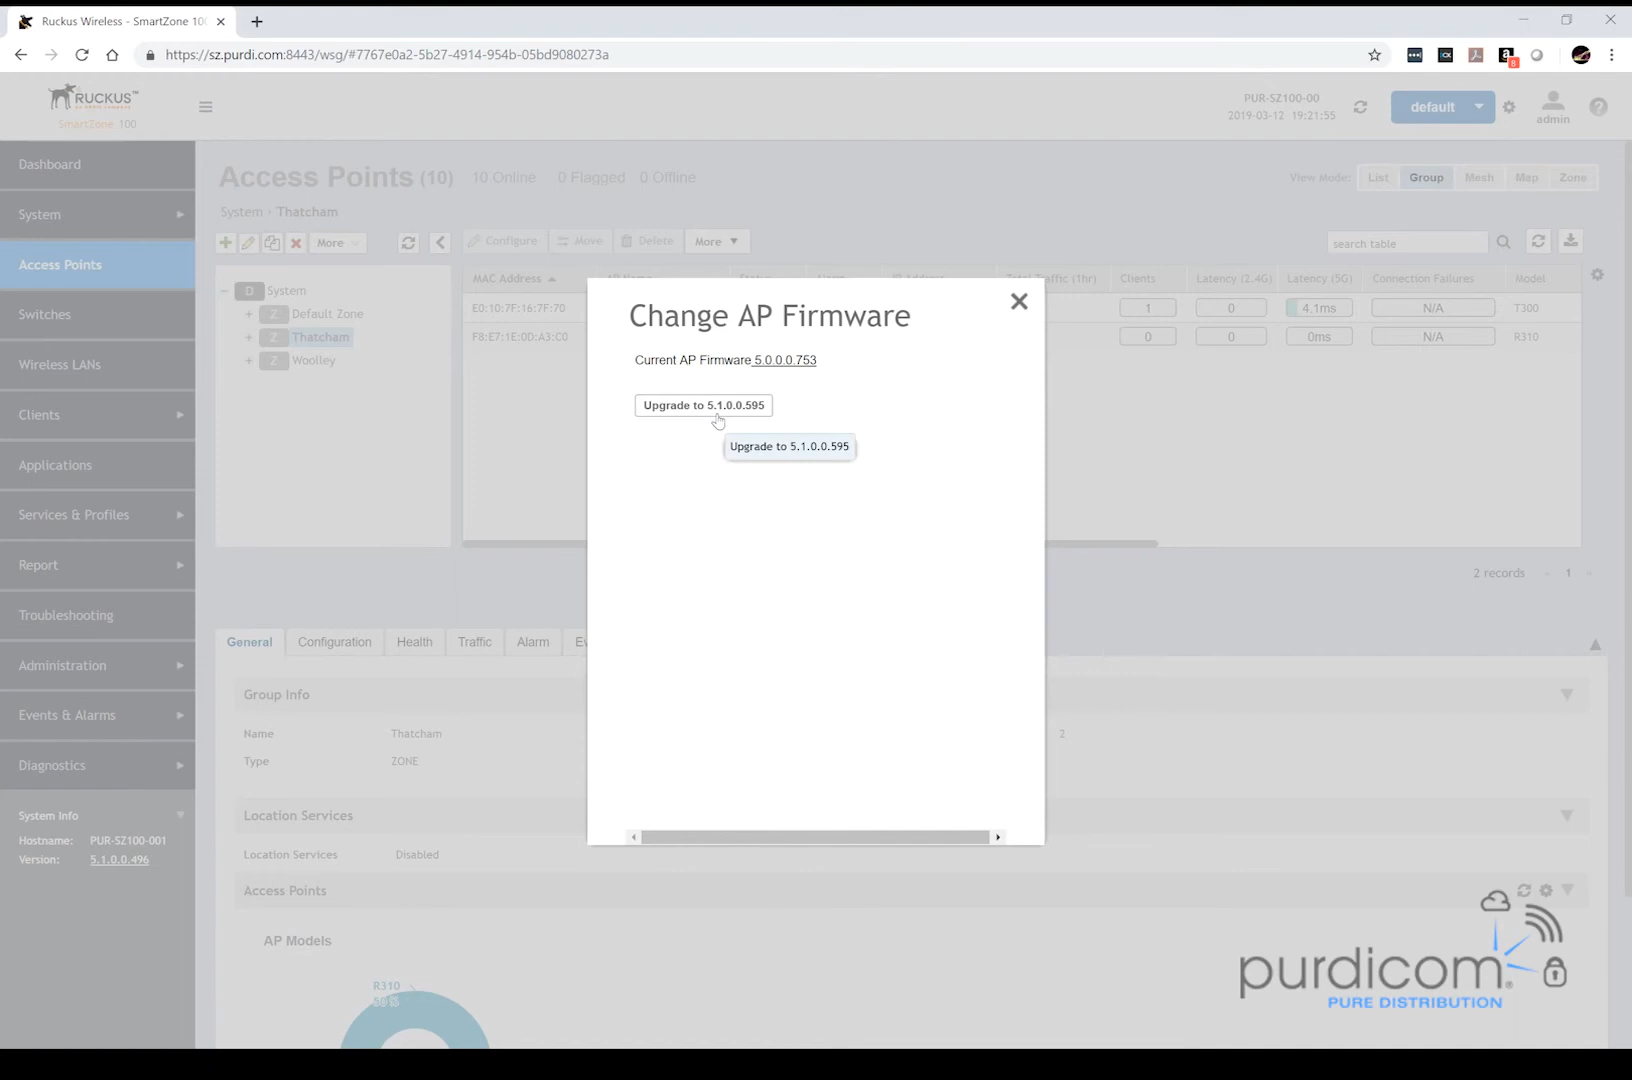 Ruckus Wireless - SmartZone 100
https://sz.purdi.com:8443/wsg/#7767e0a2-5b27-4914-954b-05bd9080273a
8
RUCKUS™
SmartZone 100
PUR-SZ100-00
2019-03-12 19:21:55
default
admin
Dashboard
System
Access Points
Switches
Wireless LANs
Clients
Applications
Services & Profiles
Report
Troubleshooting
Administration
Events & Alarms
Diagnostics
System Info
Hostname: PUR-SZ100-001
Version: 5.1.0.0.496
Access Points (10) 10 Online 0 Flagged 0 Offline
View Mode: List Group Mesh Map Zone
System › Thatcham
More
Configure Move Delete More
search table
D System
Z Default Zone
Z Thatcham
Z Woolley
MAC Address Total Traffic (1hr) Clients Latency (2.4G) Latency (5G) Connection Failures Model
E0:10:7F:16:7F:70 1 0 4.1ms N/A T300
F8:E7:1E:0D:A3:C0 0 0 0ms N/A R310
2 records 1
Change AP Firmware
Current AP Firmware 5.0.0.0.753
Upgrade to 5.1.0.0.595
Upgrade to 5.1.0.0.595
General Configuration Health Traffic Alarm Ev
Group Info
Name Thatcham 2
Type ZONE
Location Services
Location Services Disabled
Access Points
AP Models
R310
50%
purdicom
PURE DISTRIBUTION